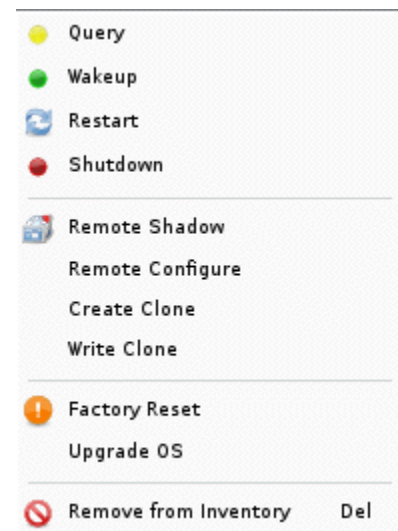 Query
Wakeup
Restart
Shutdown
Remote Shadow
Remote Configure
Create Clone
Write Clone
Factory Reset
Upgrade OS
Remove from Inventory Del